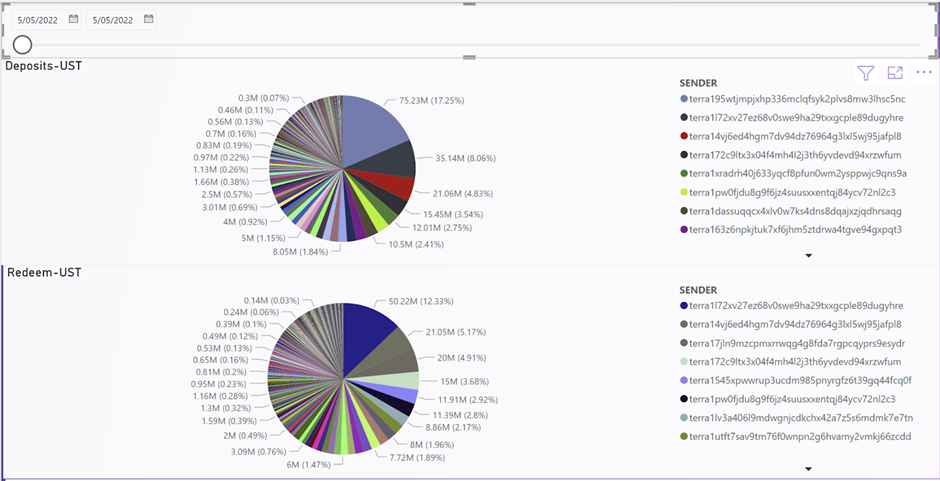 5/05/2022 5/05/2022
Deposits-UST
75.23M (17.25%)
35.14M (8.06%)
21.06M (4.83%)
15.45M (3.54%)
12.01M (2.75%)
10.5M (2.41%)
8.05M (1.84%)
5M (1.15%)
4M (0.92%)
3.01M (0.69%)
2.5M (0.57%)
1.66M (0.38%)
1.13M (0.26%)
0.97M (0.22%)
0.83M (0.19%)
0.7M (0.16%)
0.56M (0.13%)
0.46M (0.11%)
0.3M (0.07%)
SENDER
terra195wtjmpjxhp336mclqfsyk2plvs8mw3lhsc5nc
terra1l72xv27ez68v0swe9ha29txxgcple89dugyhre
terra14vj6ed4hgm7dv94dz76964g3lxl5wj95jafpl8
terra172c9ltx3x04f4mh4l2j3th6yvdevd94xrzwfum
terra1xradrh40j633yqcf8pfun0wm2ysppwjc9qns9a
terra1pw0fjdu8g9f6jz4suusxxentqj84ycv72nl2c3
terra1dassuqqcx4xlv0w7ks4dns8dqajxzjqdhrsaqg
terra163z6npkjtuk7xf6jhm5ztdrwa4tgve94gxpqt3
Redeem-UST
50.22M (12.33%)
21.05M (5.17%)
20M (4.91%)
15M (3.68%)
11.91M (2.92%)
11.39M (2.8%)
8.86M (2.17%)
8M (1.96%)
7.72M (1.89%)
6M (1.47%)
3.09M (0.76%)
2M (0.49%)
1.59M (0.39%)
1.3M (0.32%)
1.16M (0.28%)
0.95M (0.23%)
0.81M (0.2%)
0.65M (0.16%)
0.53M (0.13%)
0.49M (0.12%)
0.39M (0.1%)
0.24M (0.06%)
0.14M (0.03%)
SENDER
terra1l72xv27ez68v0swe9ha29txxgcple89dugyhre
terra14vj6ed4hgm7dv94dz76964g3lxl5wj95jafpl8
terra17jln9mzcpmxrrwqg4g8fda7rgpcqyprs9esydr
terra172c9ltx3x04f4mh4l2j3th6yvdevd94xrzwfum
terra1545xpwwrup3ucdm985pnyrgfz6t39gq44fcq0f
terra1pw0fjdu8g9f6jz4suusxxentqj84ycv72nl2c3
terra1lv3a406l9mdwgnjcdkchx42a7z5s6mdmk7e7tn
terra1utft7sav9tm76f0wnpn2g6hvamy2vmkj66zcdd